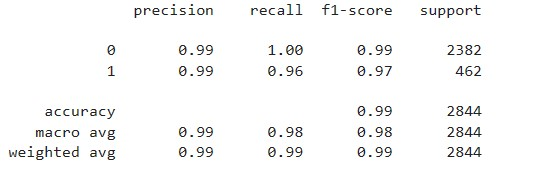 precision recall f1-score support
0 0.99 1.00 0.99 2382
1 0.99 0.96 0.97 462
accuracy 0.99 2844
macro avg 0.99 0.98 0.98 2844
weighted avg 0.99 0.99 0.99 2844